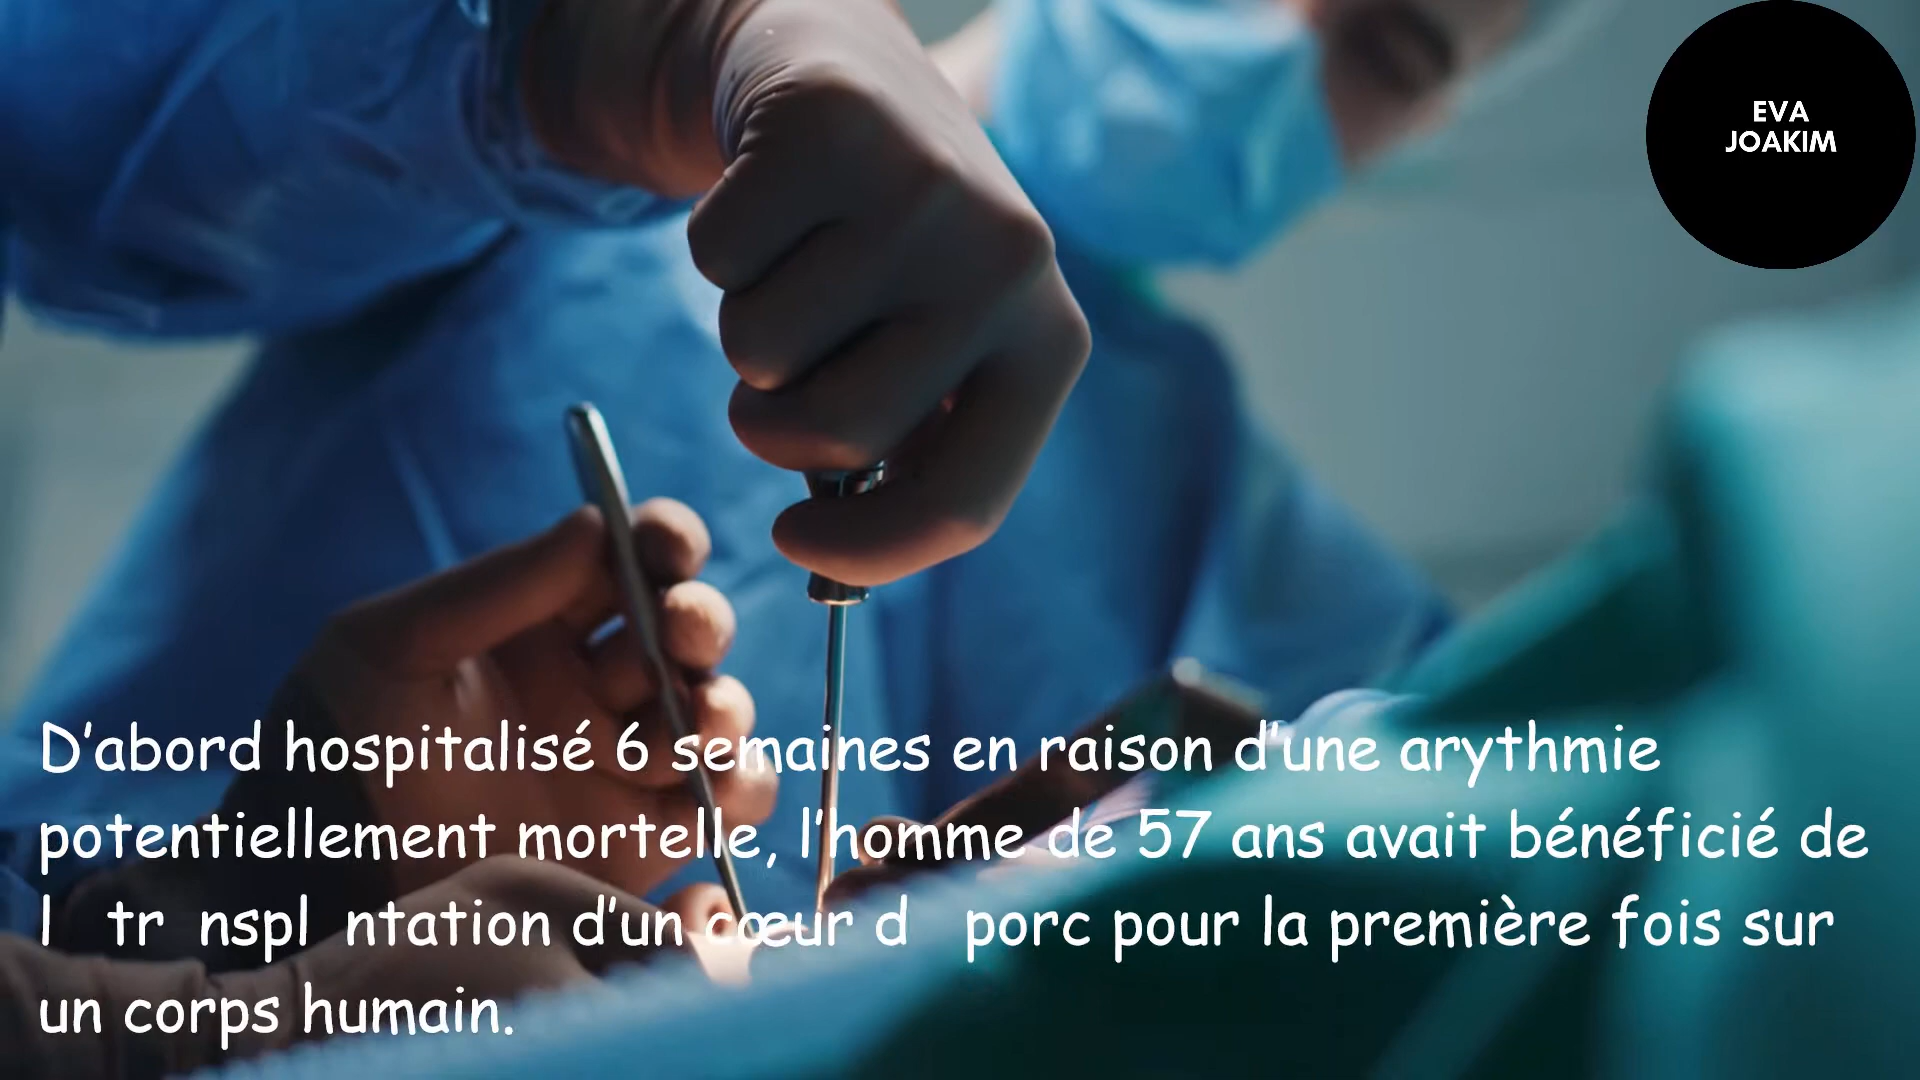 EVA
JOAKIM
D’abord hospitalisé 6 semaines en raison d’une arythmie
potentiellement mortelle, l’homme de 57 ans avait bénéficié de
l tr nspl ntation d’un cœur d porc pour la première fois sur
un corps humain.